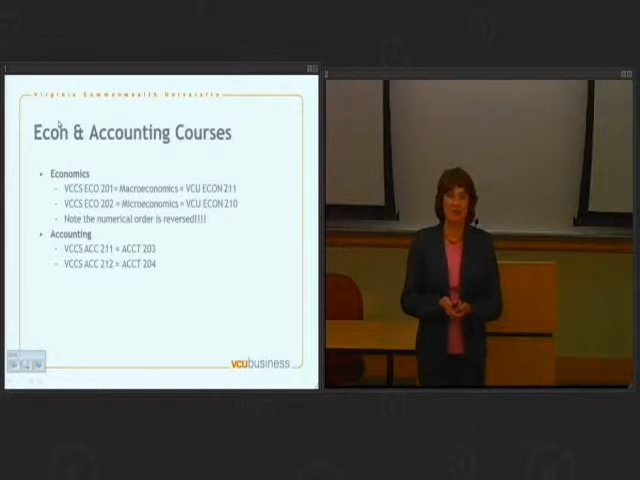 Virginia Commonwealth University
Econ & Accounting Courses
• Economics
- VCCS ECO 201= Macroeconomics = VCU ECON 211
- VCCS ECO 202 = Microeconomics = VCU ECON 210
- Note the numerical order is reversed!!!!
• Accounting
- VCCS ACC 211 = ACCT 203
- VCCS ACC 212 = ACCT 204
vcubusiness